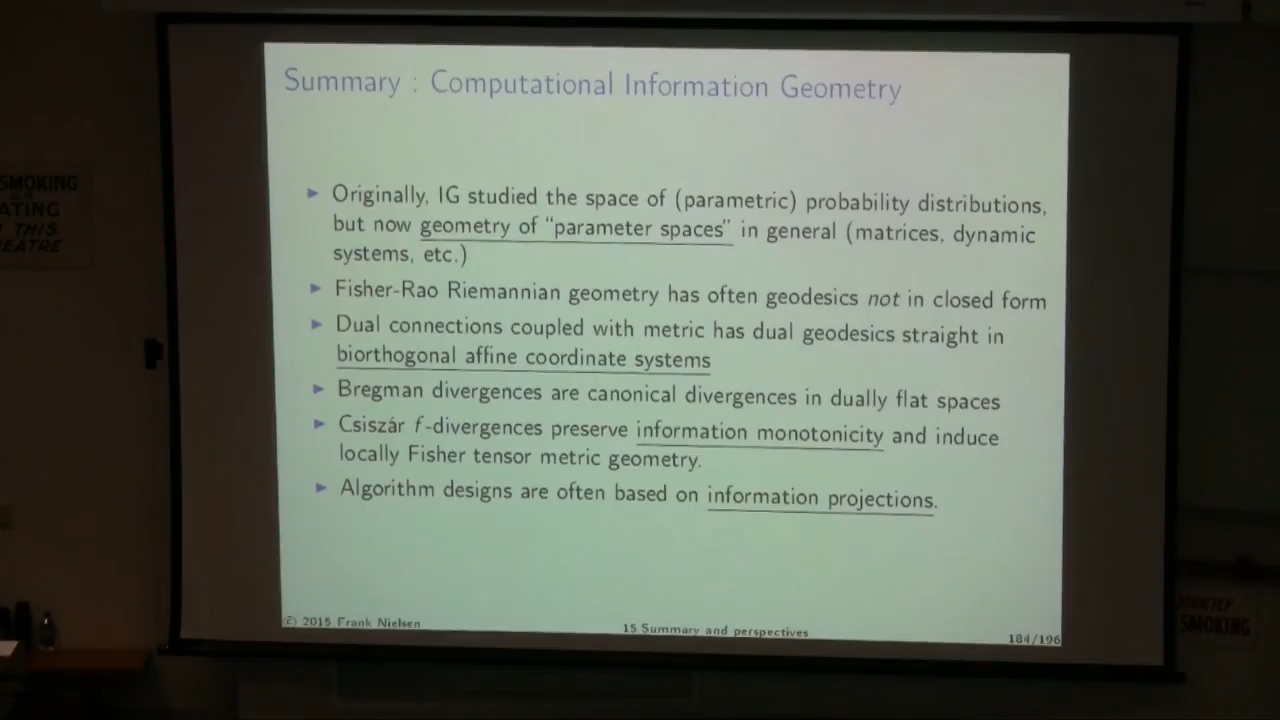 Summary : Computational Information Geometry
SMOKING
ATING
THIS
EATRE
▶ Originally, IG studied the space of (parametric) probability distributions,
but now geometry of “parameter spaces” in general (matrices, dynamic
systems, etc.)
▶ Fisher-Rao Riemannian geometry has often geodesics not in closed form
▶ Dual connections coupled with metric has dual geodesics straight in
biorthogonal affine coordinate systems
▶ Bregman divergences are canonical divergences in dually flat spaces
▶ Csiszár f-divergences preserve information monotonicity and induce
locally Fisher tensor metric geometry.
▶ Algorithm designs are often based on information projections.
© 2015 Frank Nielsen
15 Summary and perspectives
184/196
SMOKING